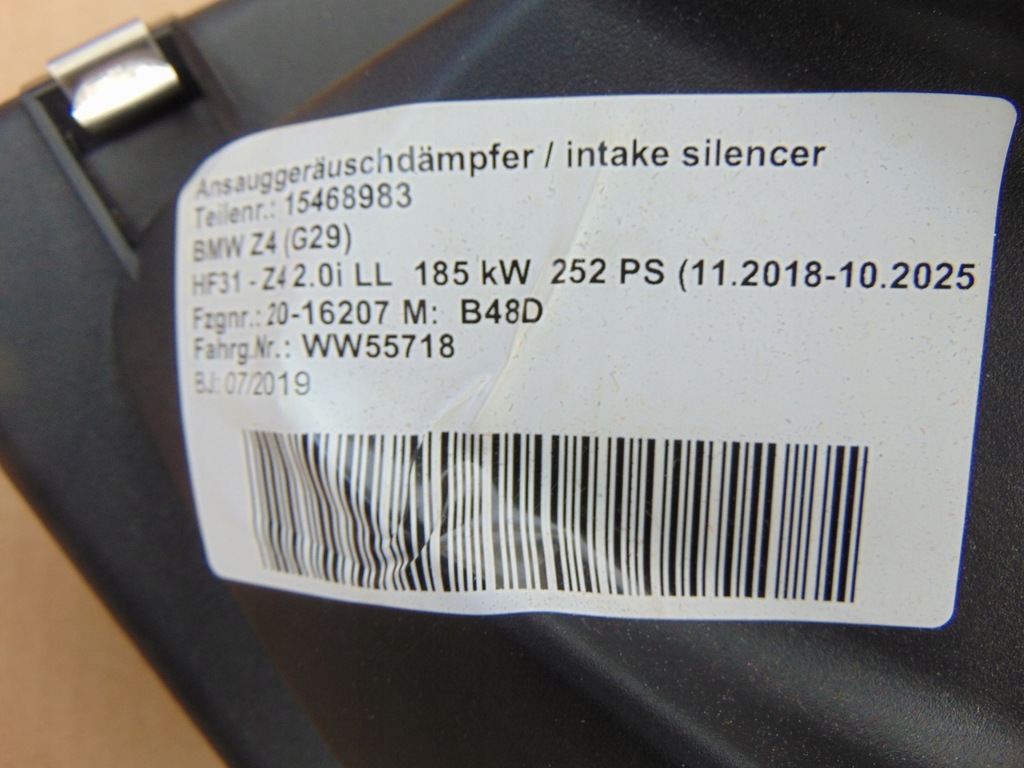 Ansauggeräuschdämpfer / intake silencer
Teilenr.: 15468983
BMW Z4 (G29)
HF31 - Z4 2.0i LL 185 kW 252 PS (11.2018-10.2025
Fzgnr.: 20-16207 M: B48D
Fahrg.Nr.: WW55718
BJ: 07/2019